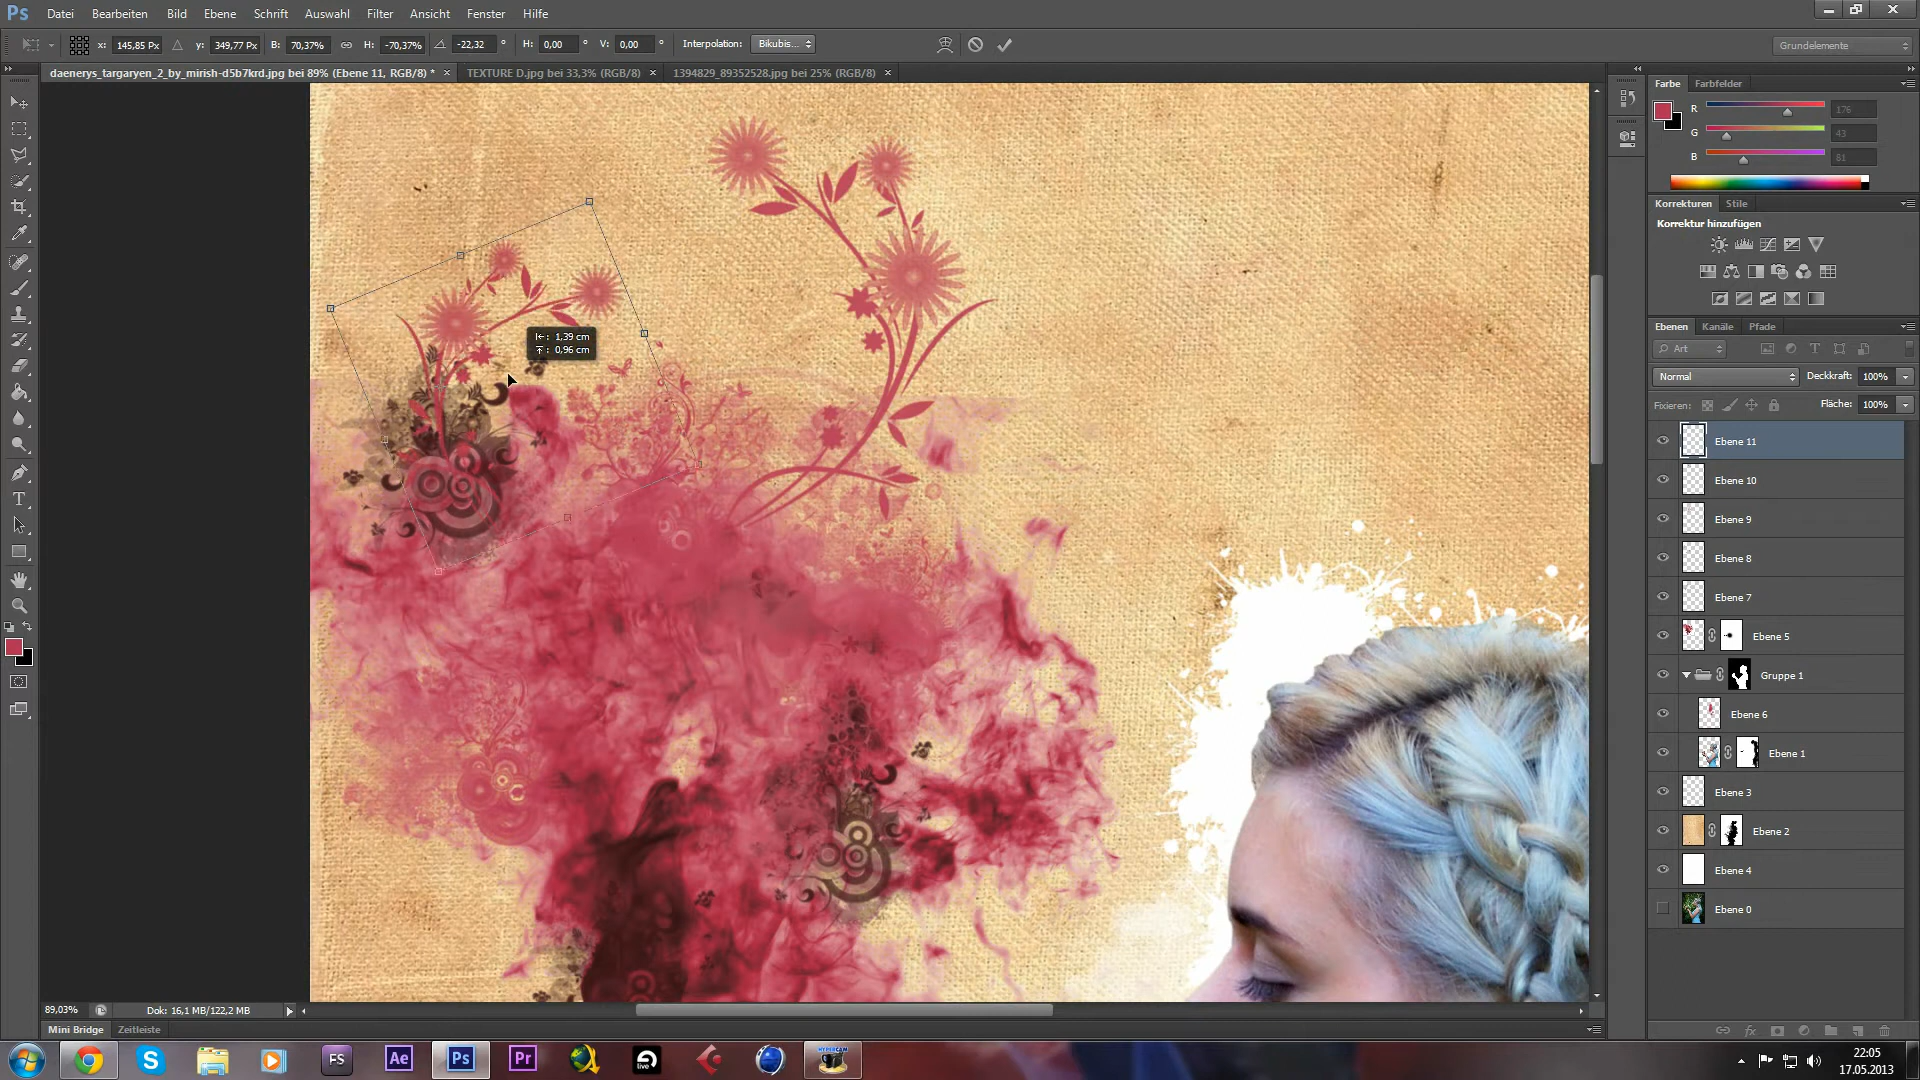 Ps Datei Bearbeiten Bild Ebene Schrift Auswahl Filter Ansicht Fenster Hilfe
x: 145,85 Px y: 349,77 Px B: 70,37% H: -70,37% -22,32 ° H: 0,00 ° V: 0,00 ° Interpolation: Bikubis... Grundelemente
daenerys_targaryen_2_by_mirish-d5b7krd.jpg bei 89% (Ebene 11, RGB/8) * × TEXTURE D.jpg bei 33,3% (RGB/8) × 1394829_89352528.jpg bei 25% (RGB/8) ×
Farbe Farbfelder
R 176
G 43
B 81
Korrekturen Stile
Korrektur hinzufügen
Ebenen Kanäle Pfade
Art
Normal Deckkraft: 100%
Fixieren: Fläche: 100%
Ebene 11
Ebene 10
Ebene 9
Ebene 8
Ebene 7
Ebene 5
Gruppe 1
Ebene 6
Ebene 1
Ebene 3
Ebene 2
Ebene 4
Ebene 0
: 1,39 cm
: 0,96 cm
T
89,03% Dok: 16,1 MB/122,2 MB
Mini Bridge Zeitleiste
fx
FS Ae Ps Pr live HYPERCAM
22:05
17.05.2013